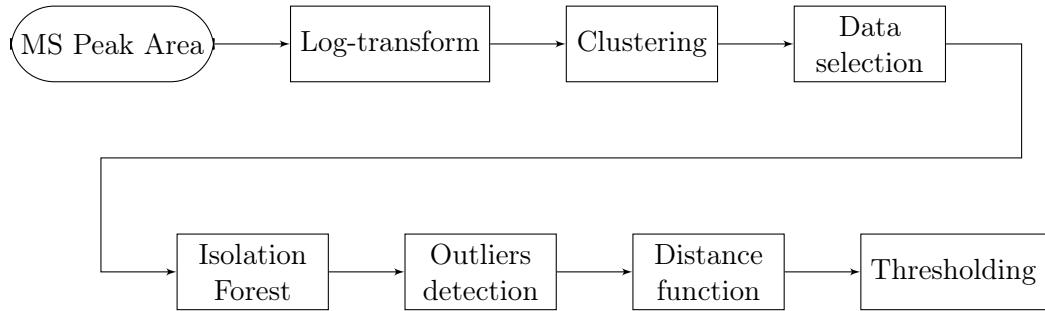 MS Peak Area
Log-transform
Clustering
Data
selection
Isolation
Forest
Outliers
detection
Distance
function
Thresholding